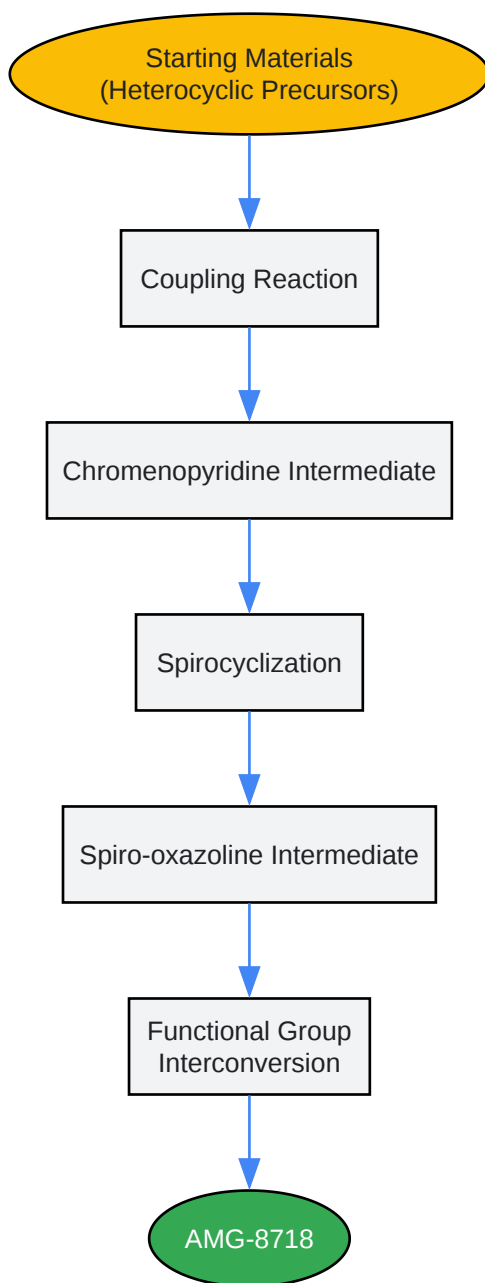 Starting Materials
(Heterocyclic Precursors)
Coupling Reaction
Chromenopyridine Intermediate
Spirocyclization
Spiro-oxazoline Intermediate
Functional Group
Interconversion
AMG-8718